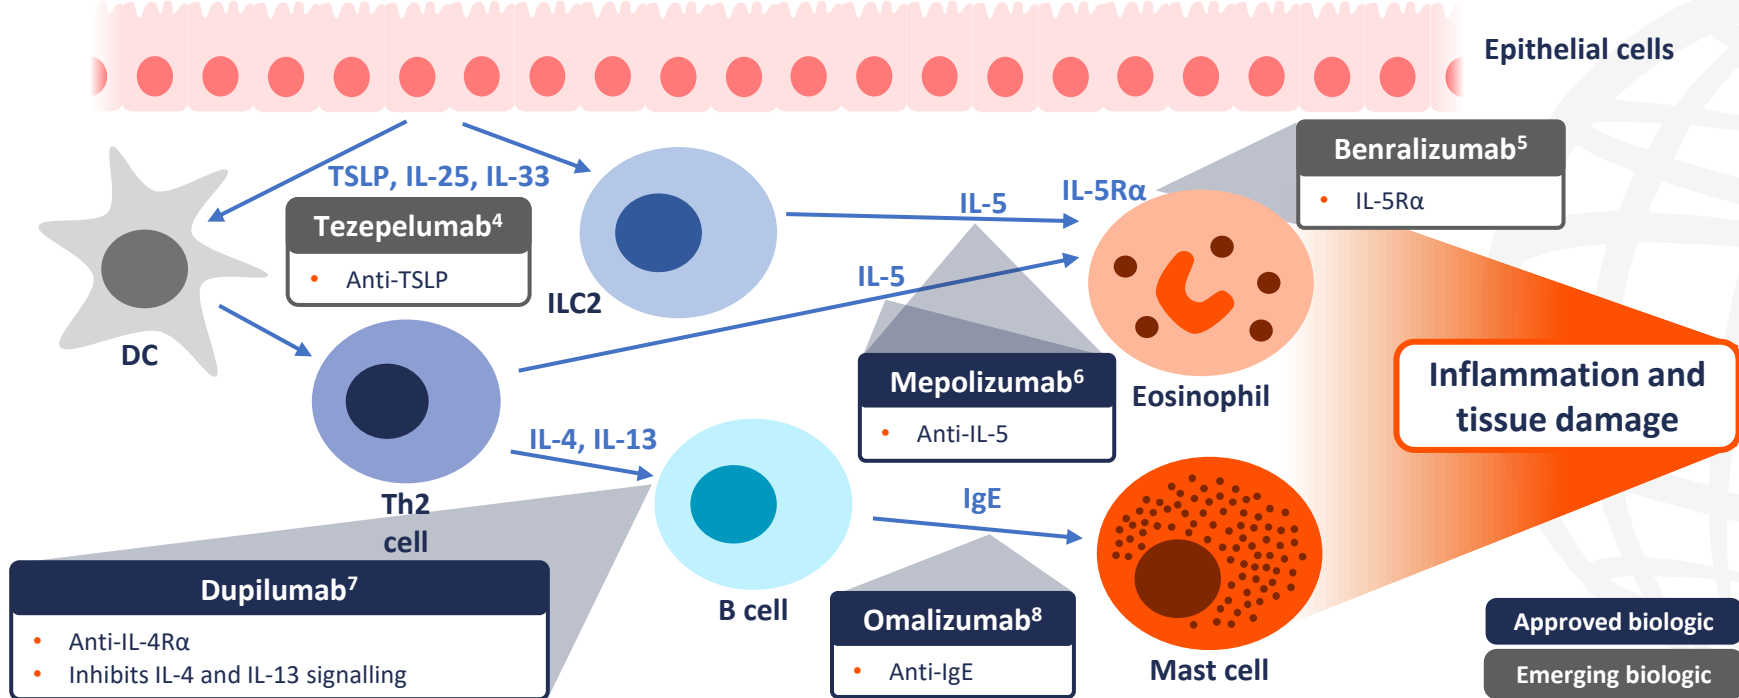 Epithelial cells
TSLP, IL-25, IL-33
Tezepelumab4
• Anti-TSLP
DC
ILC2
IL-5
IL-5Rα
Benralizumab5
• IL-5Rα
IL-5
Mepolizumab6
• Anti-IL-5
Eosinophil
Inflammation and
tissue damage
Th2
cell
IL-4, IL-13
Dupilumab7
• Anti-IL-4Rα
• Inhibits IL-4 and IL-13 signalling
B cell
IgE
Omalizumab8
• Anti-IgE
Mast cell
Approved biologic
Emerging biologic